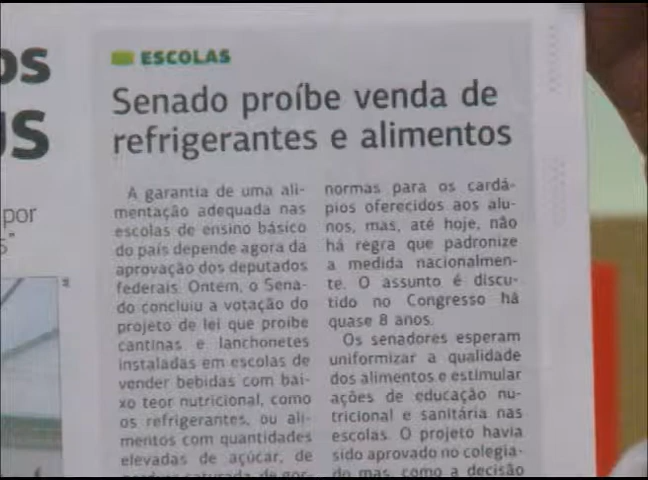 os
us
por
ESCOLAS
Senado proíbe venda de
refrigerantes e alimentos
A garantia de uma ali-
mentação adequada nas
escolas de ensino básico
do país depende agora da
aprovação dos deputados
federais. Ontem, o Sena-
do concluiu a votação do
projeto de lei que proíbe
cantinas e lanchonetes
instaladas em escolas de
vender bebidas com bai-
xo teor nutricional, como
os refrigerantes, ou ali-
mentos com quantidades
elevadas de açúcar, de
normas para os cardá-
pios oferecidos aos alu-
nos, mas, até hoje, não
há regra que padronize
a medida nacionalmen-
te. O assunto é discu-
tido no Congresso há
quase 8 anos.
Os senadores esperam
uniformizar a qualidade
dos alimentos e estimular
ações de educação nu-
tricional e sanitária nas
escolas. O projeto havia
sido aprovado no colegia-
do mas, como a decisão